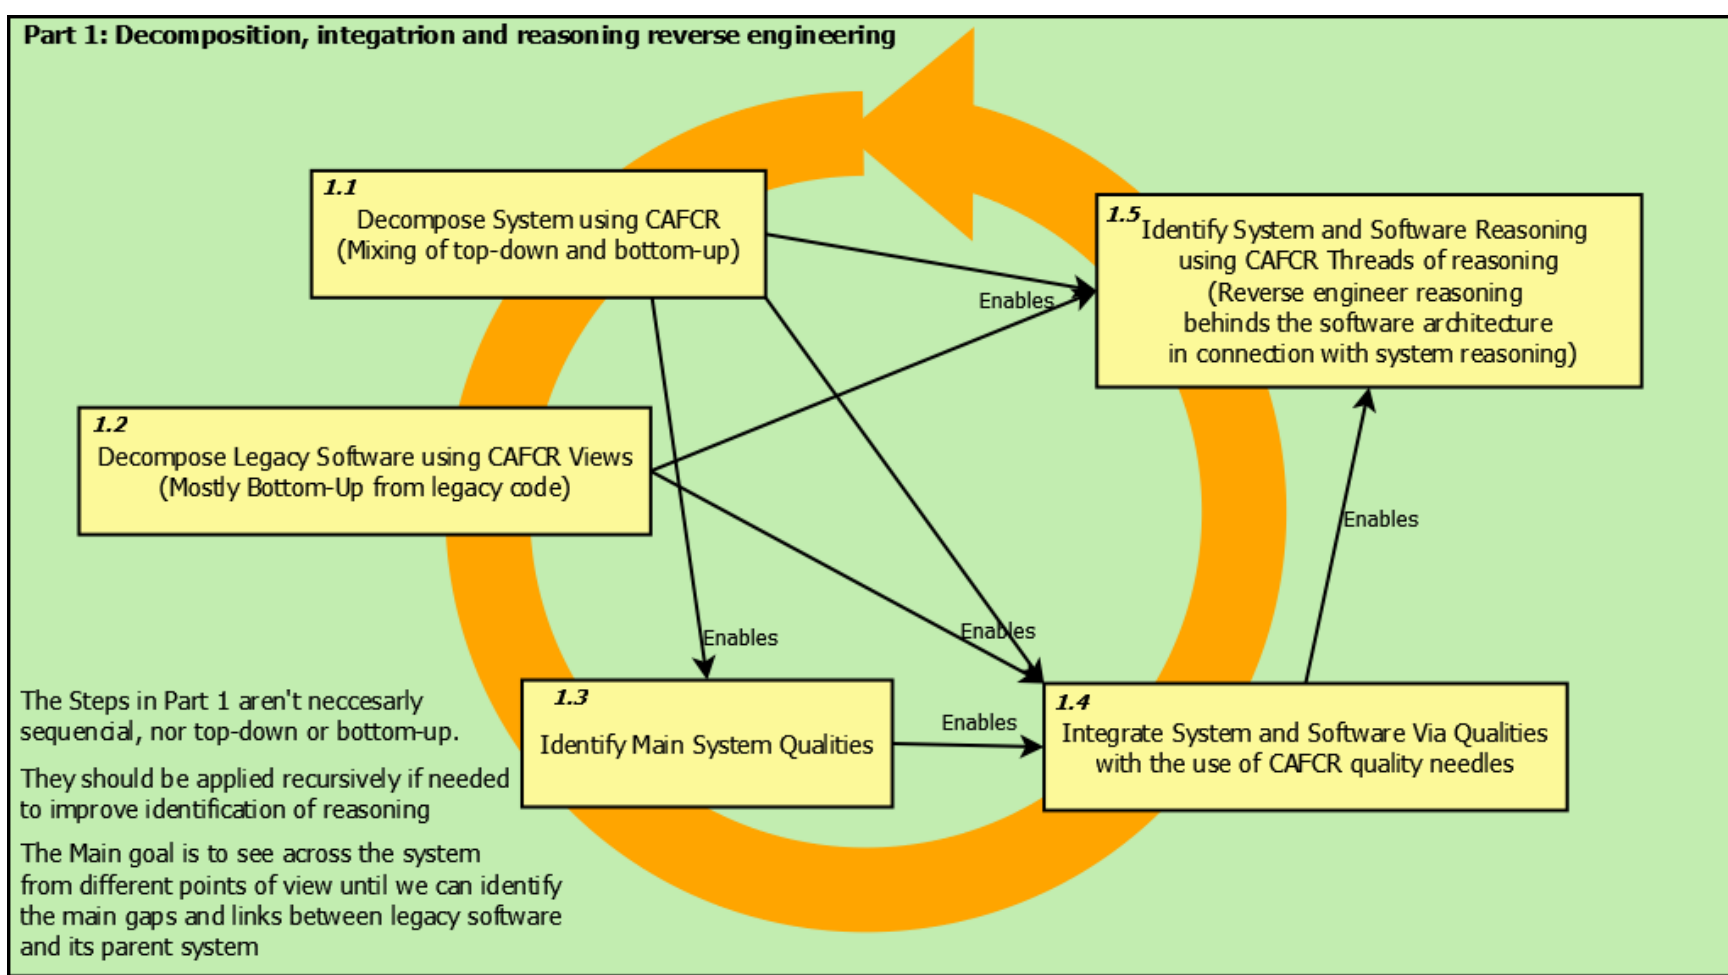 Part 1: Decomposition, integatrion and reasoning reverse engineering
1.1
Decompose System using CAFCR
(Mixing of top-down and bottom-up)
1.5
Identify System and Software Reasoning
using CAFCR Threads of reasoning
(Reverse engineer reasoning
behinds the software architecture
in connection with system reasoning)
Enables
1.2
Decompose Legacy Software using CAFCR Views
(Mostly Bottom-Up from legacy code)
Enables
Enables
Enables
1.3
Identify Main System Qualities
Enables
1.4
Integrate System and Software Via Qualities
with the use of CAFCR quality needles
The Steps in Part 1 aren't neccesarly
sequencial, nor top-down or bottom-up.
They should be applied recursively if needed
to improve identification of reasoning
The Main goal is to see across the system
from different points of view until we can identify
the main gaps and links between legacy software
and its parent system